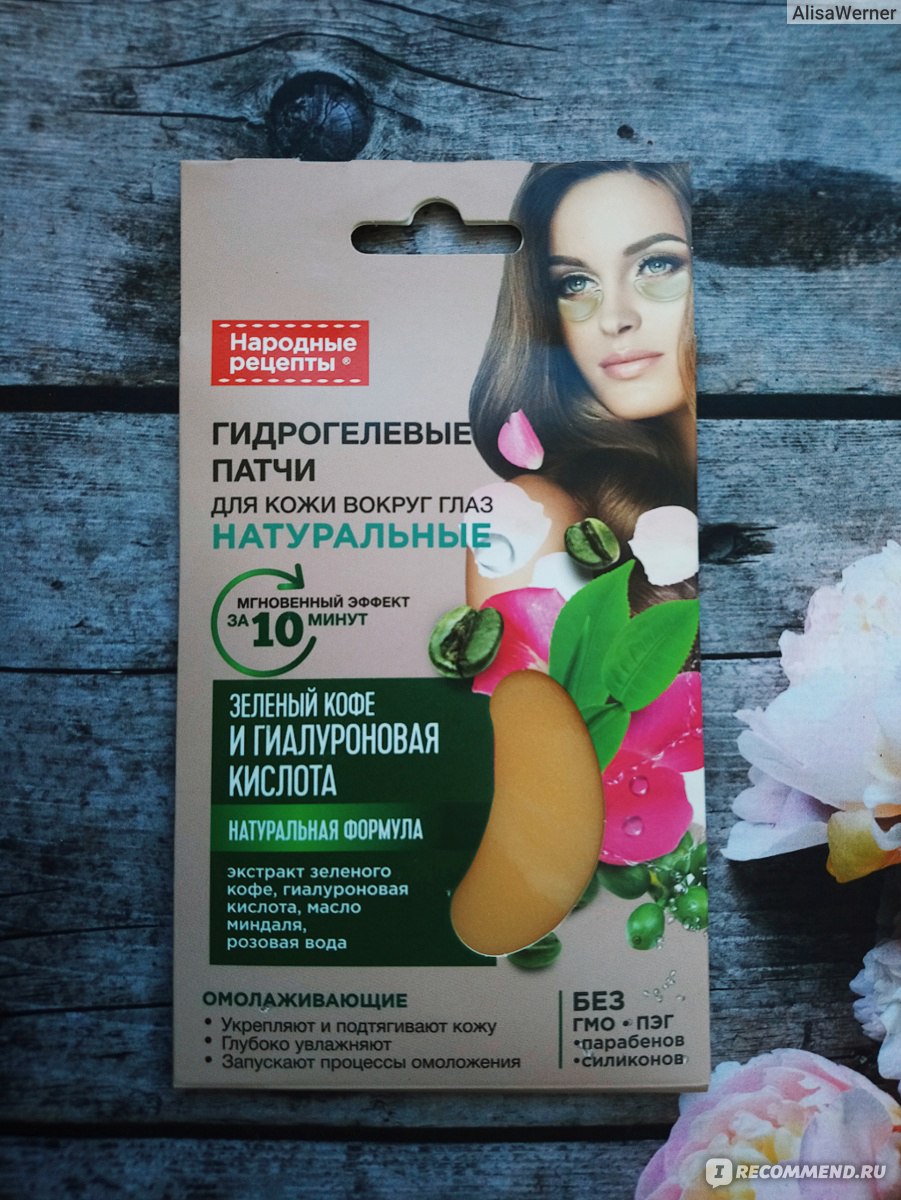 AlisaWerner
Народные
рецепты®
ГИДРОГЕЛЕВЫЕ
ПАТЧИ
ДЛЯ КОЖИ ВОКРУГ ГЛАЗ
НАТУРАЛЬНЫЕ
МГНОВЕННЫЙ ЭФФЕКТ
ЗА 10 МИНУТ
ЗЕЛЕНЫЙ КОФЕ
И ГИАЛУРОНОВАЯ
КИСЛОТА
НАТУРАЛЬНАЯ ФОРМУЛА
экстракт зеленого
кофе, гиалуроновая
кислота, масло
миндаля,
розовая вода
ОМОЛАЖИВАЮЩИЕ
• Укрепляют и подтягивают кожу
• Глубоко увлажняют
• Запускают процессы омоложения
БЕЗ
ГМО • ПЭГ
•парабенов
•силиконов
IRECOMMEND.RU